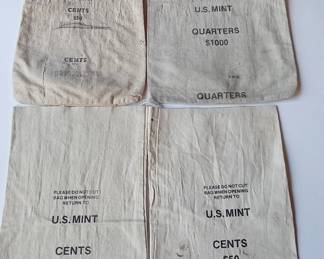 CENTS
$50
CENTS
U.S. MINT
QUARTERS
$1000
QUARTERS
PLEASE DO NOT CUT
BAG WHEN OPENING
RETURN TO
U.S. MINT
CENTS
PLEASE DO NOT CUT
BAG WHEN OPENING
RETURN TO
U.S. MINT
CENTS
$50